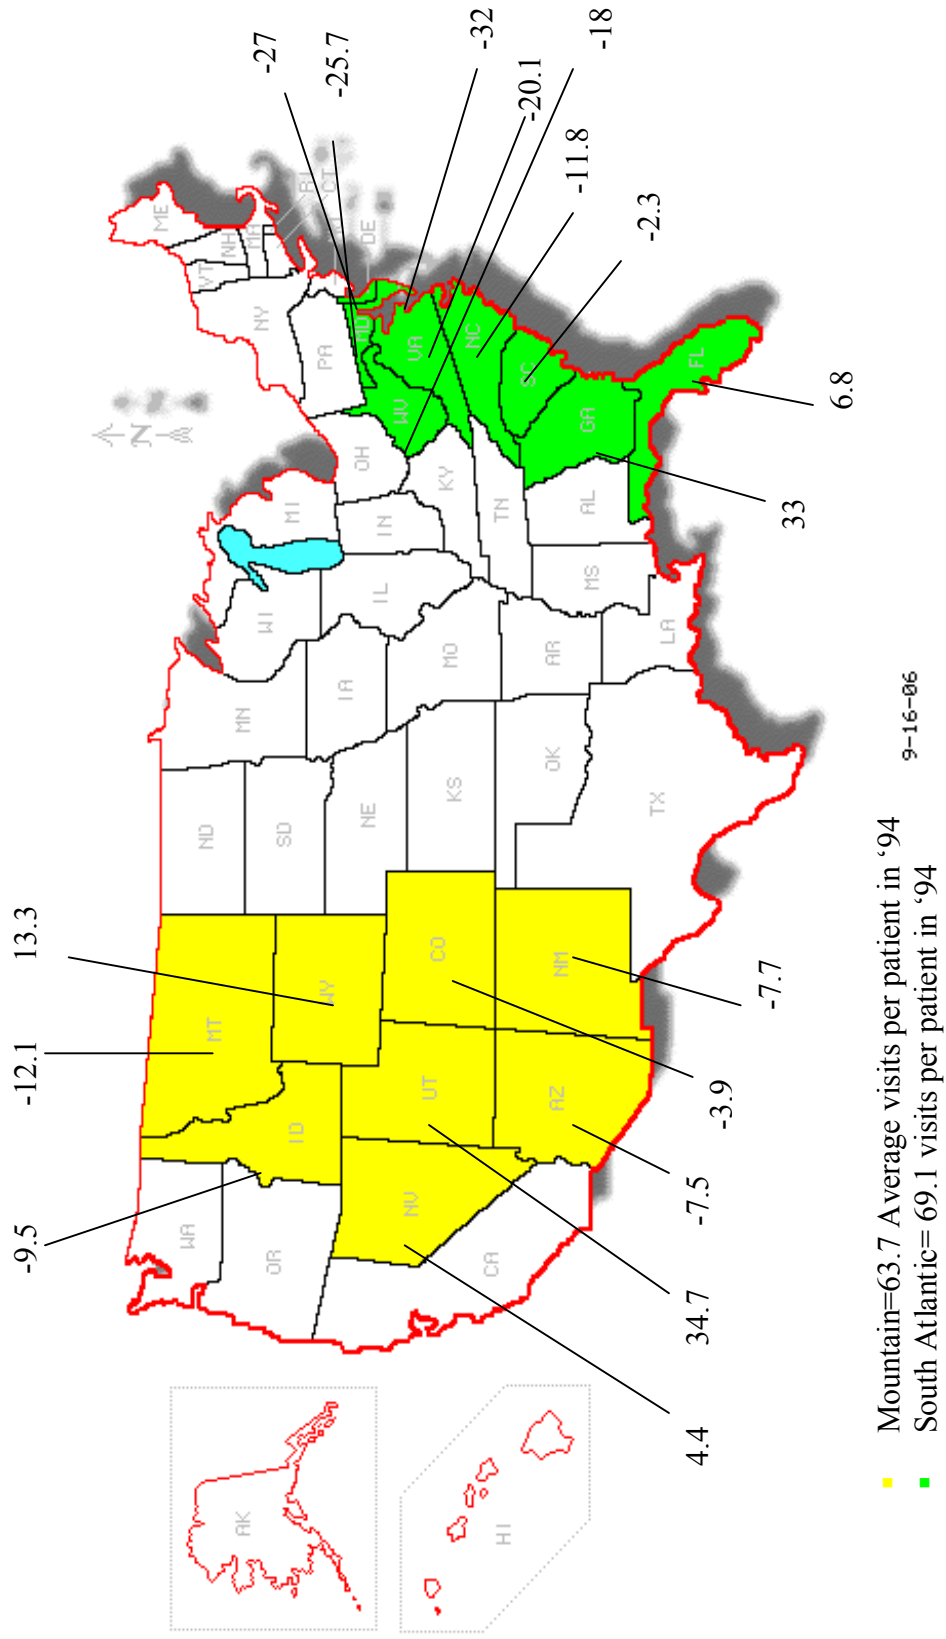 -9.5
-12.1
13.3
-27
-25.7
-32
-20.1
-18
-11.8
-2.3
6.8
33
-7.7
-3.9
-7.5
34.7
4.4
WA
OR
CA
NV
ID
MT
WY
UT
AZ
CO
NM
ND
SD
NE
KS
OK
TX
MN
IA
MO
AR
LA
WI
IL
MS
MI
IN
OH
KY
TN
AL
GA
FL
SC
NC
VA
WV
MD
DE
PA
NY
VT
NH
ME
MA
RI
CT
N
AK
HI
9-16-06
Mountain=63.7 Average visits per patient in ‘94
South Atlantic= 69.1 visits per patient in ‘94